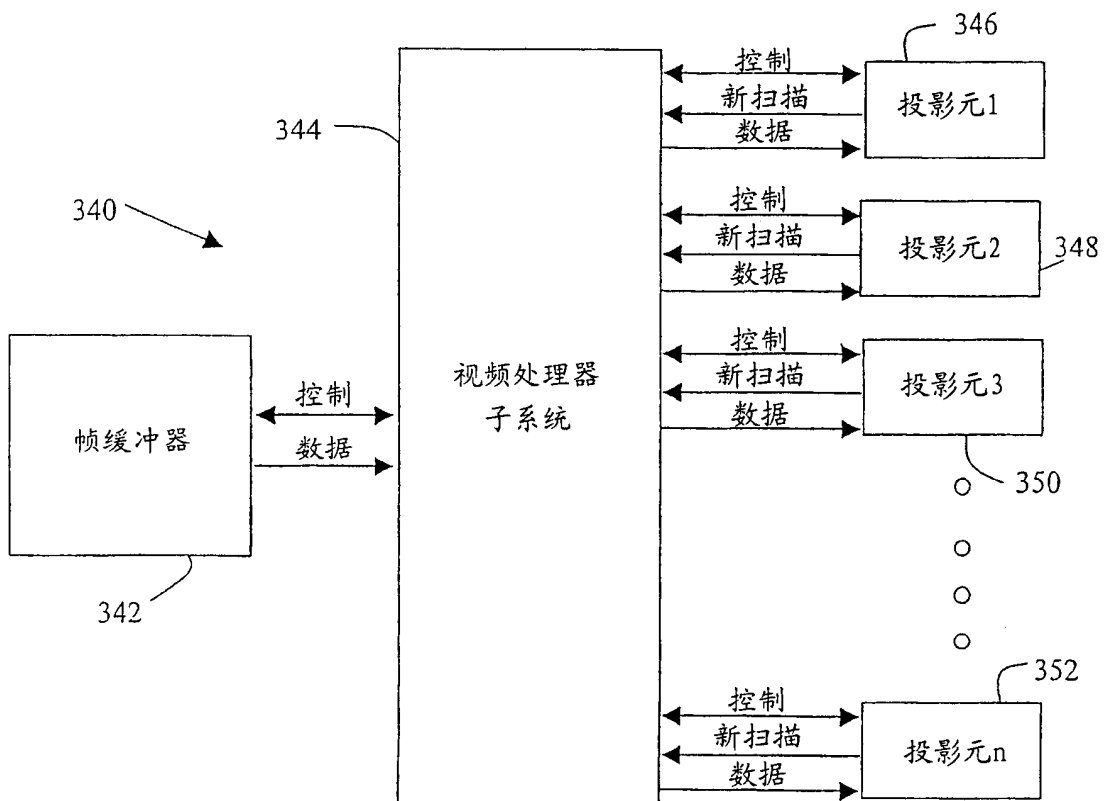 346
控制
新扫描
数据
投影元1
344
340
控制
新扫描
数据
投影元2
348
控制
新扫描
数据
投影元3
350
视频处理器
子系统
帧缓冲器
控制
数据
342
352
控制
新扫描
数据
投影元n